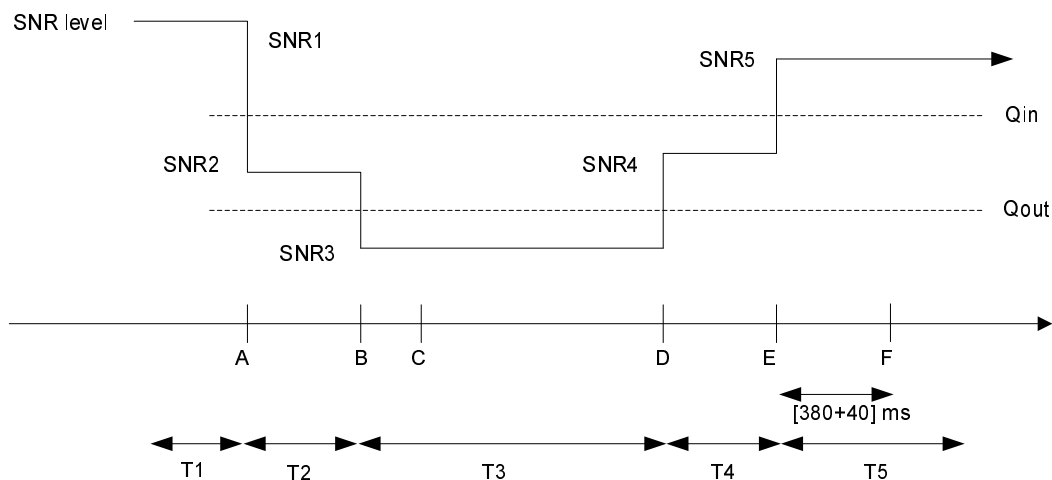 SNR level
SNR1
SNR5
Qin
SNR2
SNR4
Qout
SNR3
A
B
C
D
E
F
[380+40] ms
T1
T2
T3
T4
T5